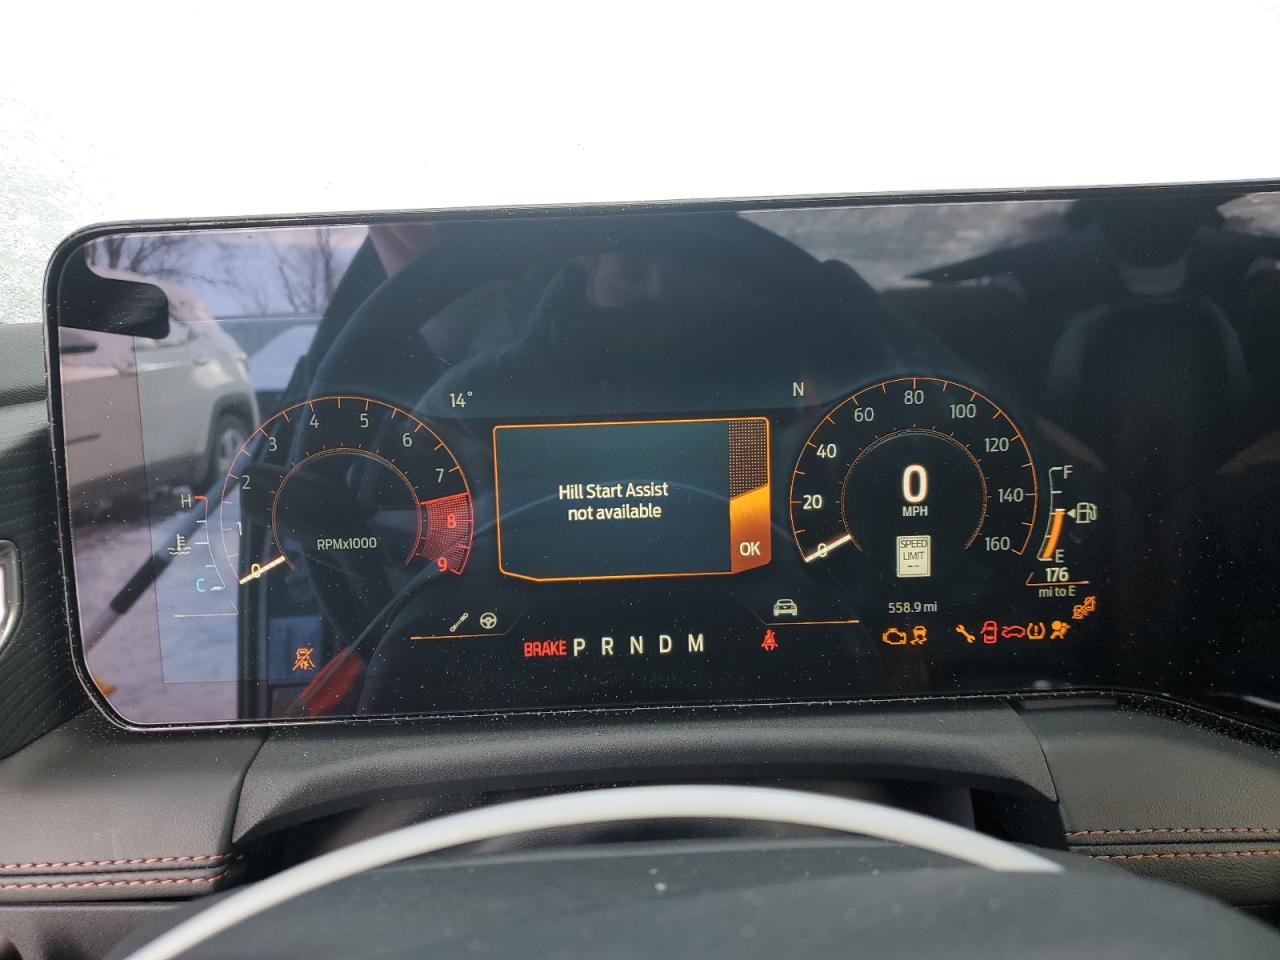 14°
N
0
1
2
3
4
5
6
7
8
9
RPMx1000
H
C
Hill Start Assist
not available
OK
0
20
40
60
80
100
120
140
160
0
MPH
SPEED
LIMIT
--
F
E
176
mi to E
558.9 mi
BRAKE P R N D M